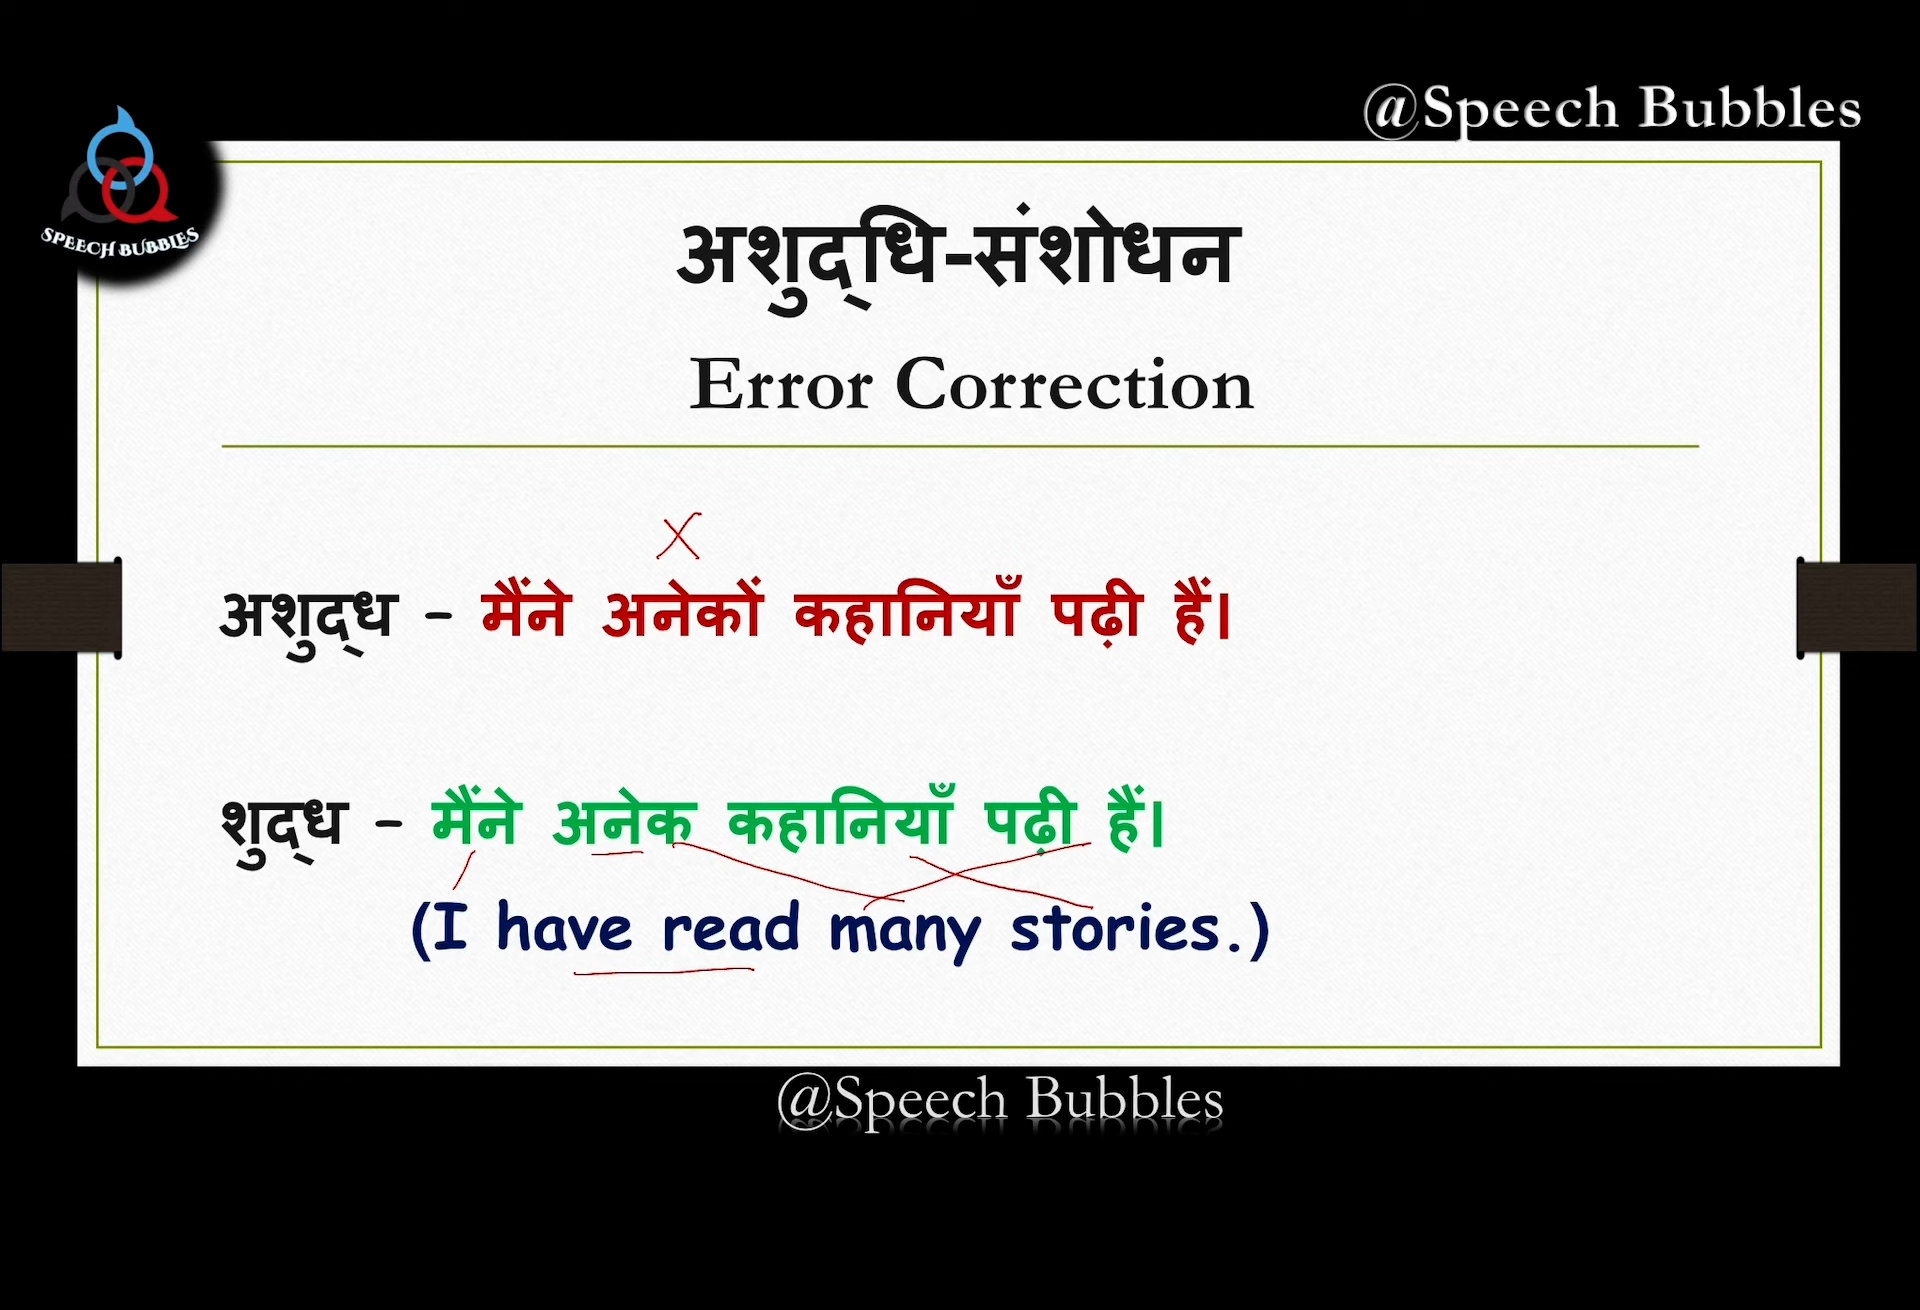 @Speech Bubbles
SPEECH BUBBLES
अशुद्‌धि-संशोधन
Error Correction
अशुद्‌ध – मैंने अनेकों कहानियाँ पढ़ी हैं।
शुद्‌ध – मैंने अनेक कहानियाँ पढ़ी हैं।
(I have read many stories.)
@Speech Bubbles